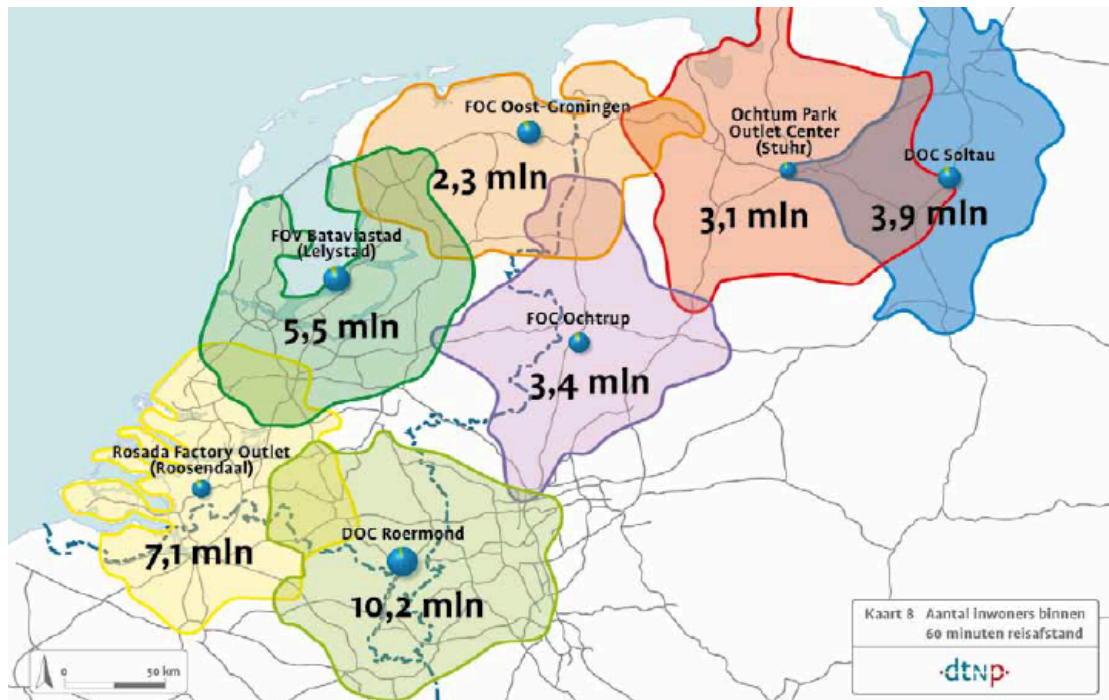 FOC Oost-Groningen
2,3 mln
Ochtum Park
Outlet Center
(Stuhr)
3,1 mln
DOC Soltau
3,9 mln
FOV Bataviastad
(Lelystad)
5,5 mln
FOC Ochtrup
3,4 mln
Rosada Factory Outlet
(Roosendaal)
7,1 mln
DOC Roermond
10,2 mln
Kaart 8 Aantal inwoners binnen
60 minuten reisafstand
dtnp
0 50 km